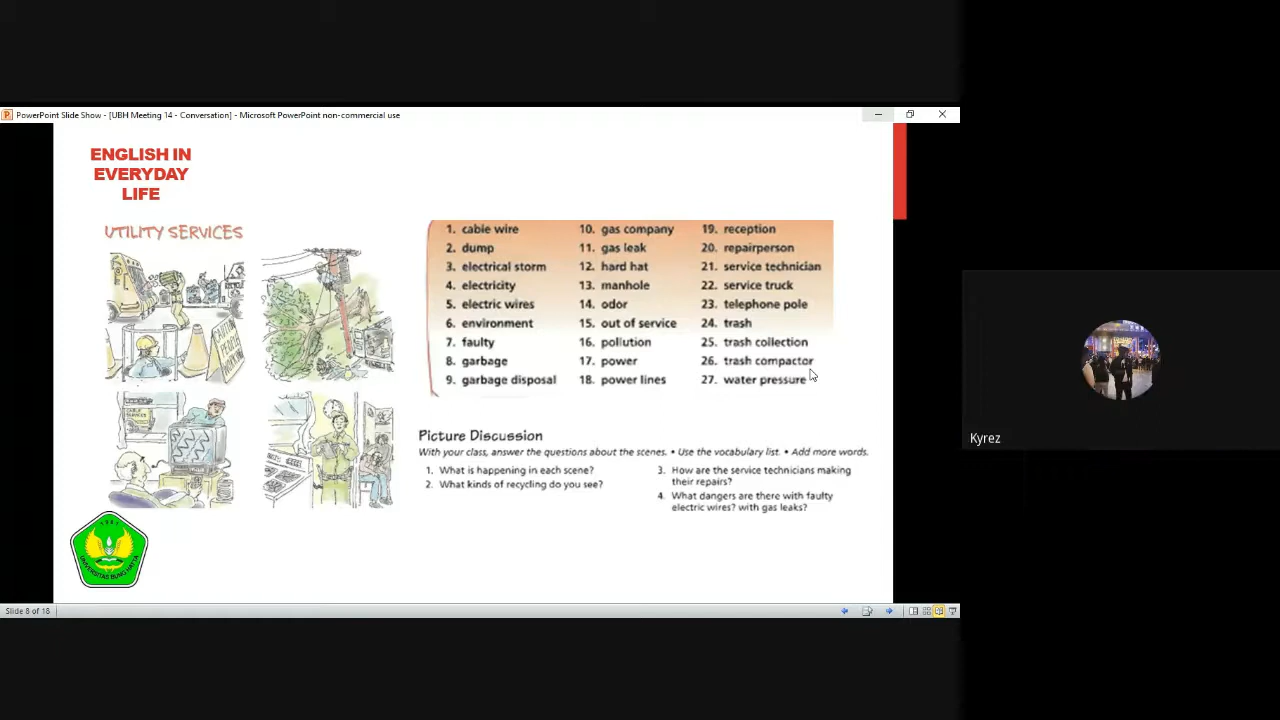 PowerPoint Slide Show - [UBH Meeting 14 - Conversation] - Microsoft PowerPoint non-commercial use
ENGLISH IN
EVERYDAY
LIFE
UTILITY SERVICES
1. cable wire
2. dump
3. electrical storm
4. electricity
5. electric wires
6. environment
7. faulty
8. garbage
9. garbage disposal
10. gas company
11. gas leak
12. hard hat
13. manhole
14. odor
15. out of service
16. pollution
17. power
18. power lines
19. reception
20. repairperson
21. service technician
22. service truck
23. telephone pole
24. trash
25. trash collection
26. trash compactor
27. water pressure
Picture Discussion
With your class, answer the questions about the scenes. • Use the vocabulary list. • Add more words.
1. What is happening in each scene?
2. What kinds of recycling do you see?
3. How are the service technicians making
their repairs?
4. What dangers are there with faulty
electric wires? with gas leaks?
1981
UNIVERSITAS BUNG HATTA
Slide 8 of 18
Kyrez